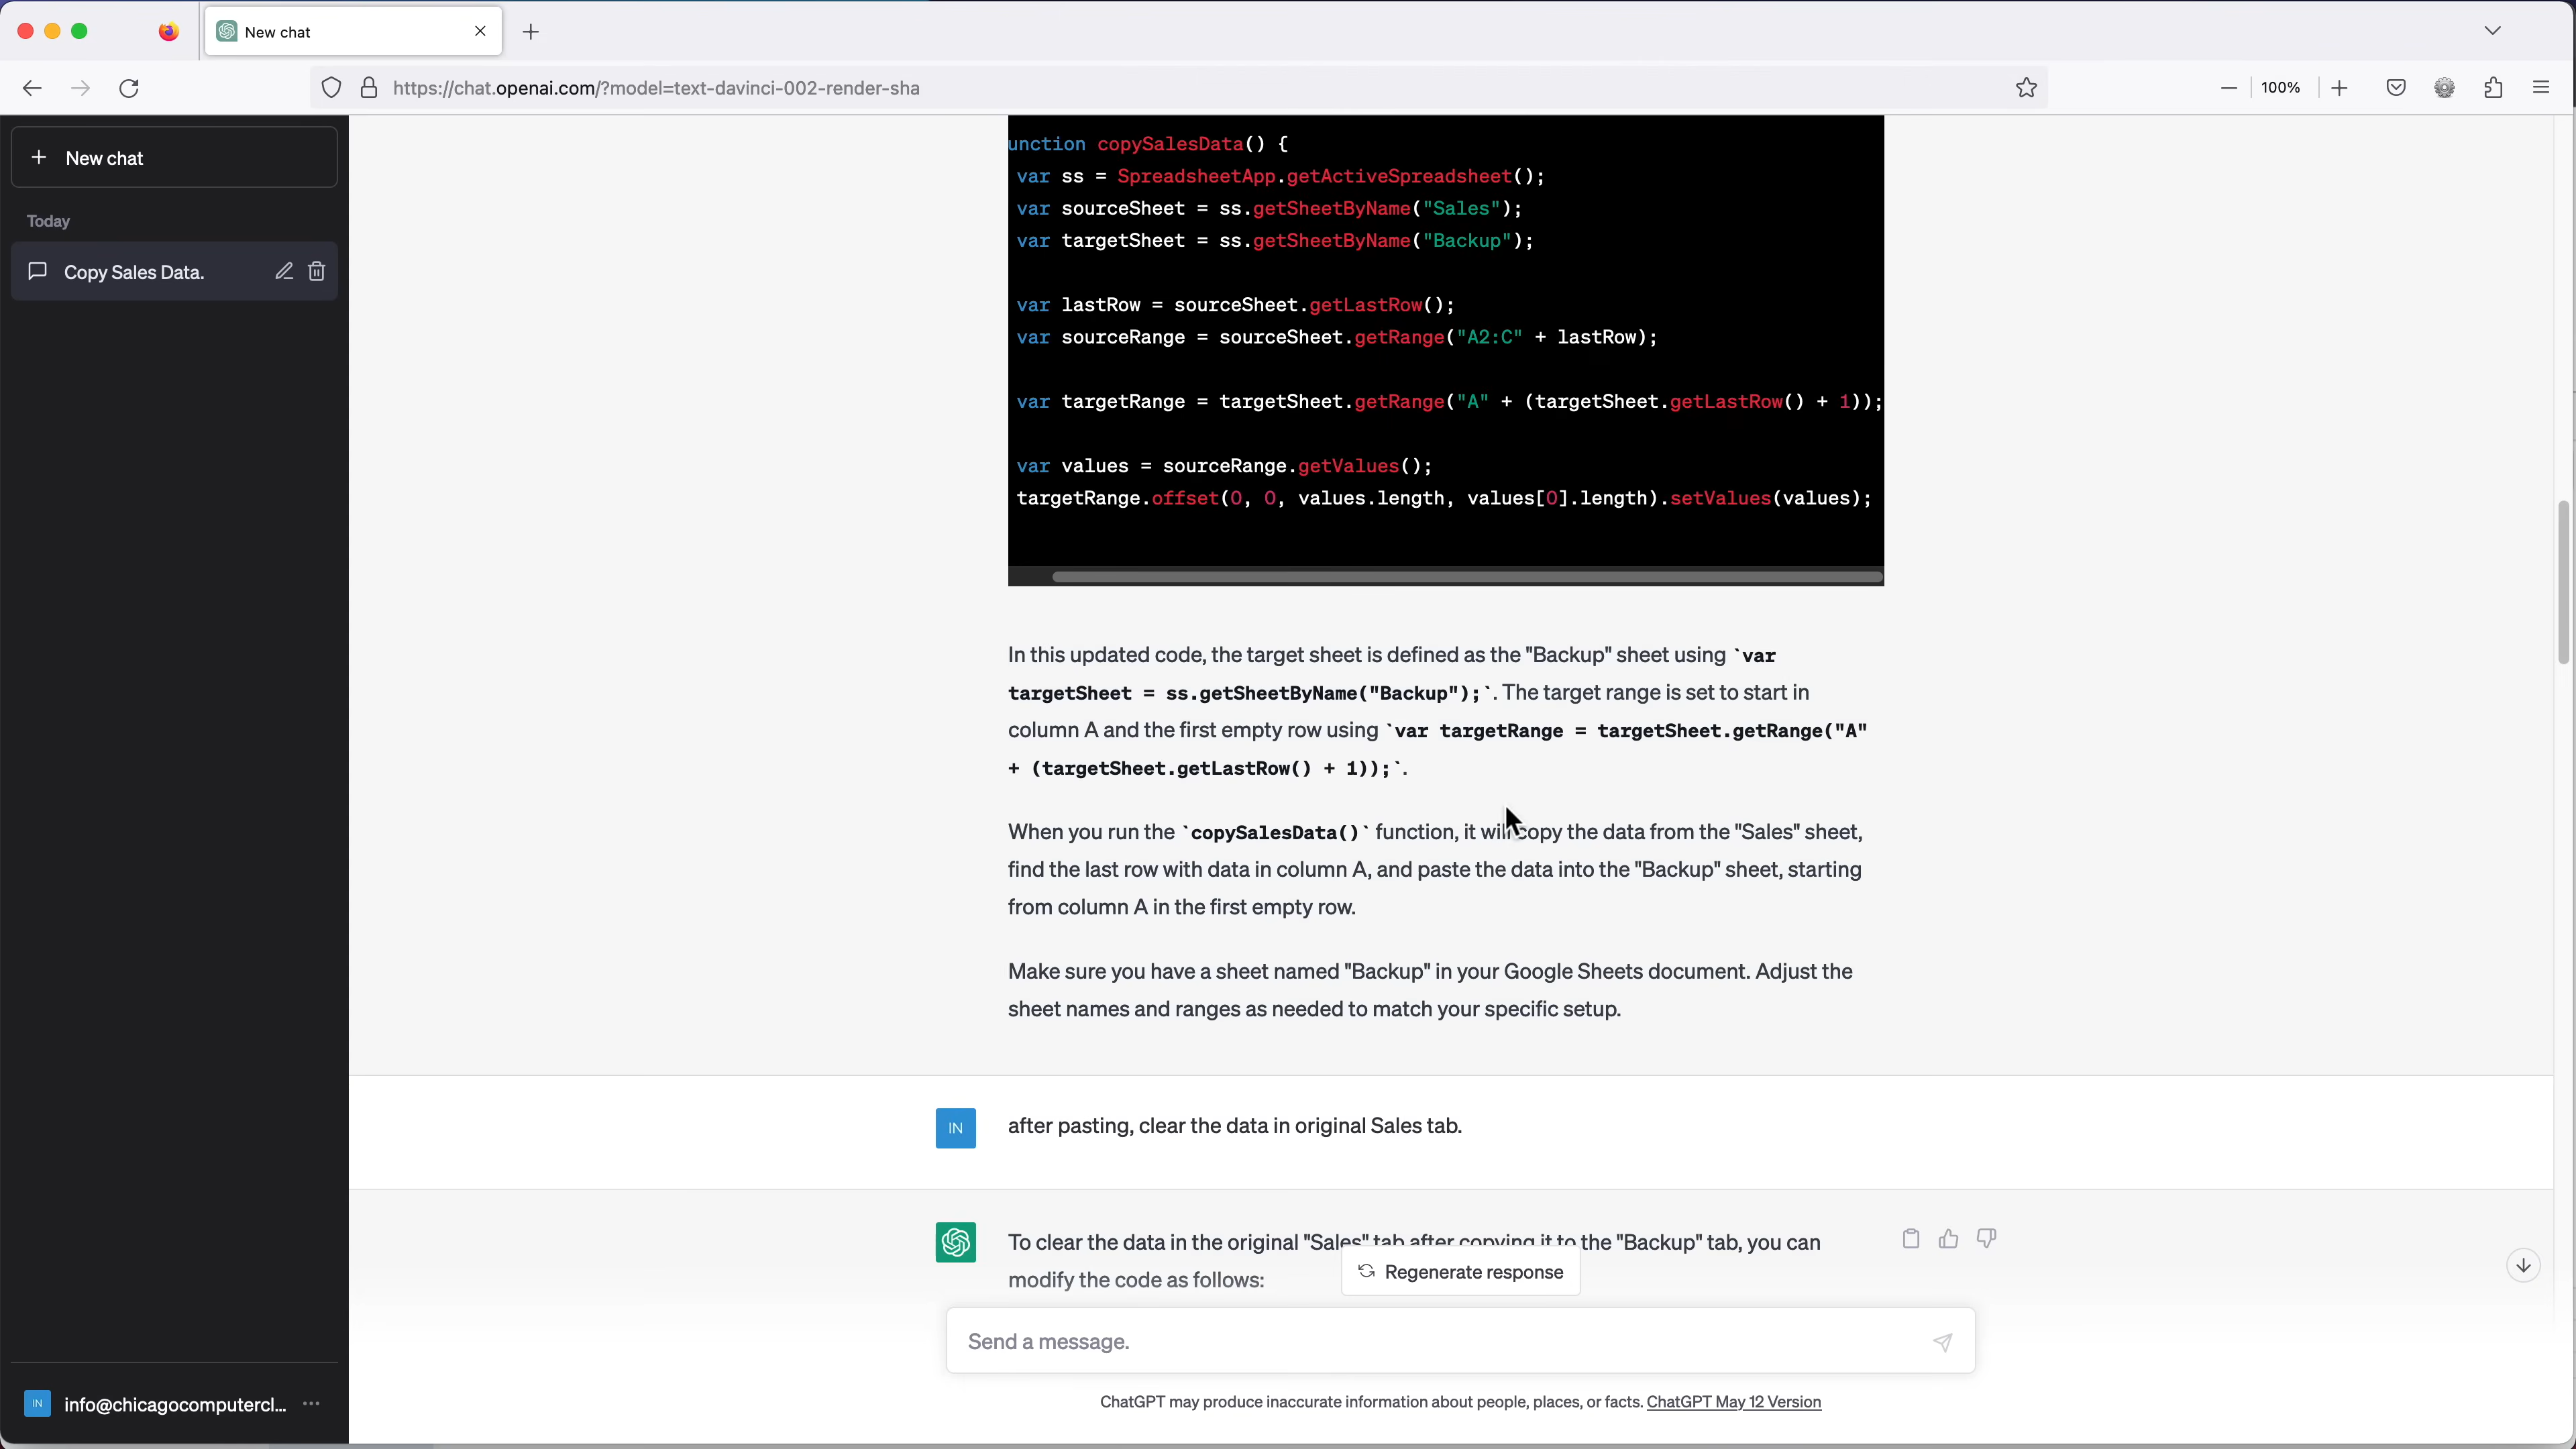 New chat
https://chat.openai.com/?model=text-davinci-002-render-sha
100%
New chat
Today
Copy Sales Data.
unction copySalesData() {
var ss = SpreadsheetApp.getActiveSpreadsheet();
var sourceSheet = ss.getSheetByName("Sales");
var targetSheet = ss.getSheetByName("Backup");
var lastRow = sourceSheet.getLastRow();
var sourceRange = sourceSheet.getRange("A2:C" + lastRow);
var targetRange = targetSheet.getRange("A" + (targetSheet.getLastRow() + 1));
var values = sourceRange.getValues();
targetRange.offset(0, 0, values.length, values[0].length).setValues(values);
In this updated code, the target sheet is defined as the "Backup" sheet using `var
targetSheet = ss.getSheetByName("Backup");`. The target range is set to start in
column A and the first empty row using `var targetRange = targetSheet.getRange("A"
+ (targetSheet.getLastRow() + 1));`.
When you run the `copySalesData()` function, it will copy the data from the "Sales" sheet,
find the last row with data in column A, and paste the data into the "Backup" sheet, starting
from column A in the first empty row.
Make sure you have a sheet named "Backup" in your Google Sheets document. Adjust the
sheet names and ranges as needed to match your specific setup.
IN
after pasting, clear the data in original Sales tab.
To clear the data in the original "Sales" tab after copying it to the "Backup" tab, you can
modify the code as follows:
Regenerate response
Send a message.
IN
info@chicagocomputercl...
ChatGPT may produce inaccurate information about people, places, or facts. ChatGPT May 12 Version